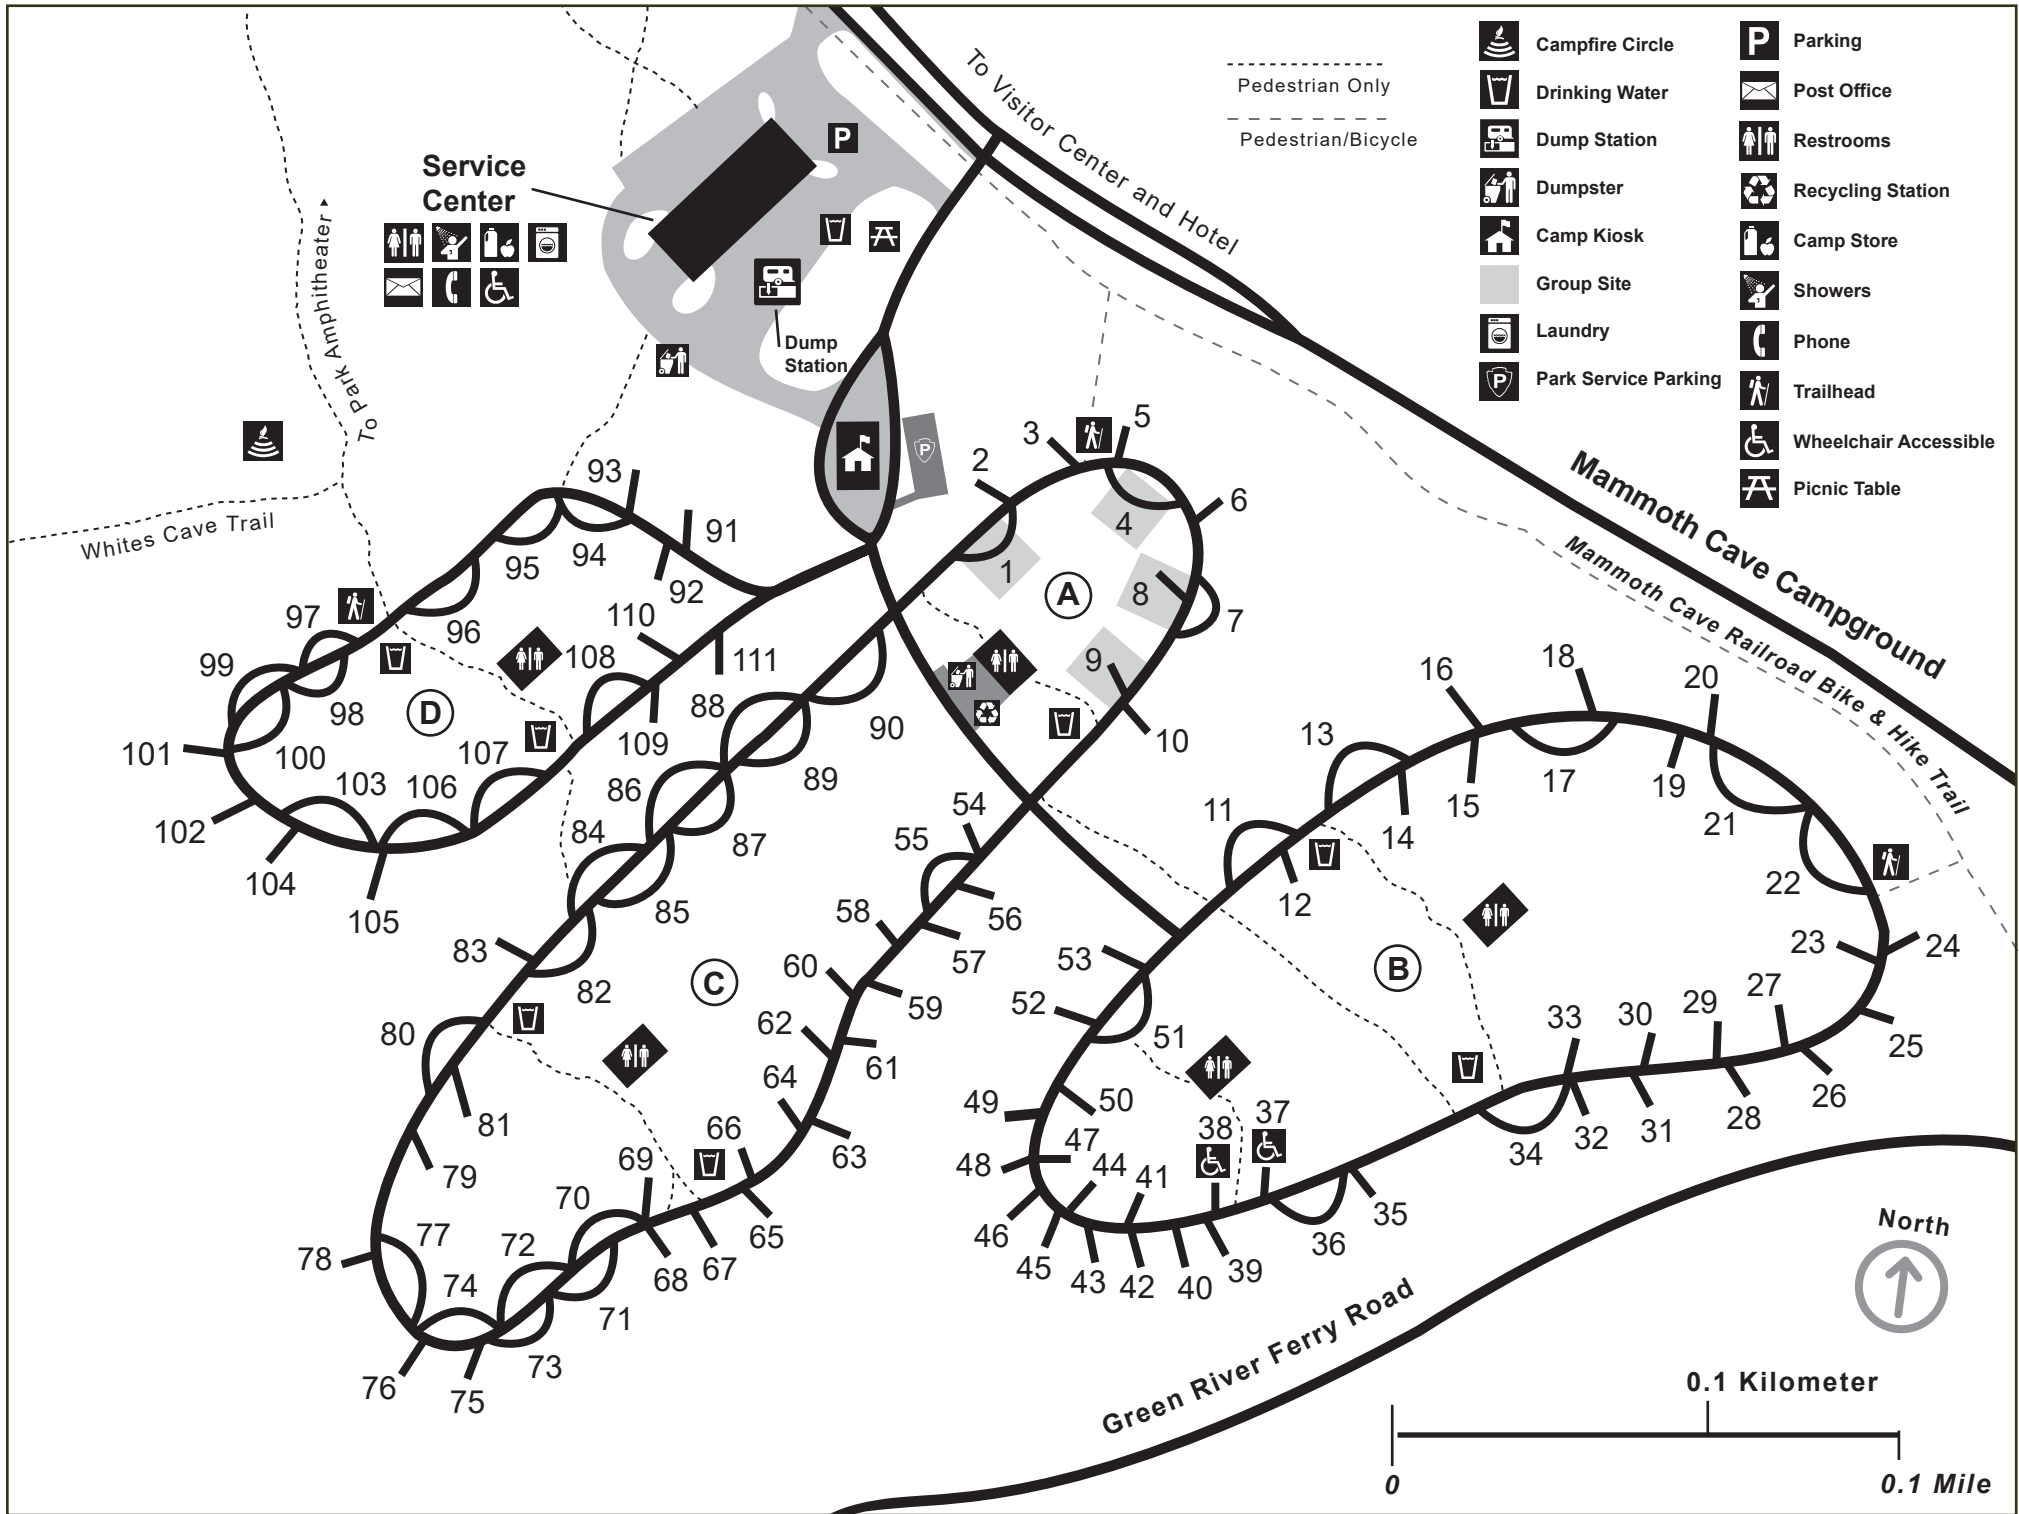 To Visitor Center and Hotel
Pedestrian Only
Pedestrian/Bicycle
Campfire Circle
Drinking Water
Dump Station
Dumpster
Camp Kiosk
Group Site
Laundry
P
Park Service Parking
P
Parking
Post Office
Restrooms
Recycling Station
Camp Store
Showers
Phone
Trailhead
Wheelchair Accessible
Picnic Table
Service
Center
P
Dump
Station
P
To Park Amphitheater
Whites Cave Trail
Mammoth Cave Campground
Mammoth Cave Railroad Bike & Hike Trail
A
1
2
3
4
5
6
7
8
9
10
B
11
12
13
14
15
16
17
18
19
20
21
22
23
24
25
26
27
28
29
30
31
32
33
34
35
36
37
38
39
40
41
42
43
44
45
46
47
48
49
50
51
52
53
C
54
55
56
57
58
59
60
61
62
63
64
65
66
67
68
69
70
71
72
73
74
75
76
77
78
79
80
81
82
83
84
85
86
87
88
89
90
D
91
92
93
94
95
96
97
98
99
100
101
102
103
104
105
106
107
108
109
110
111
Green River Ferry Road
North
0.1 Kilometer
0
0.1 Mile